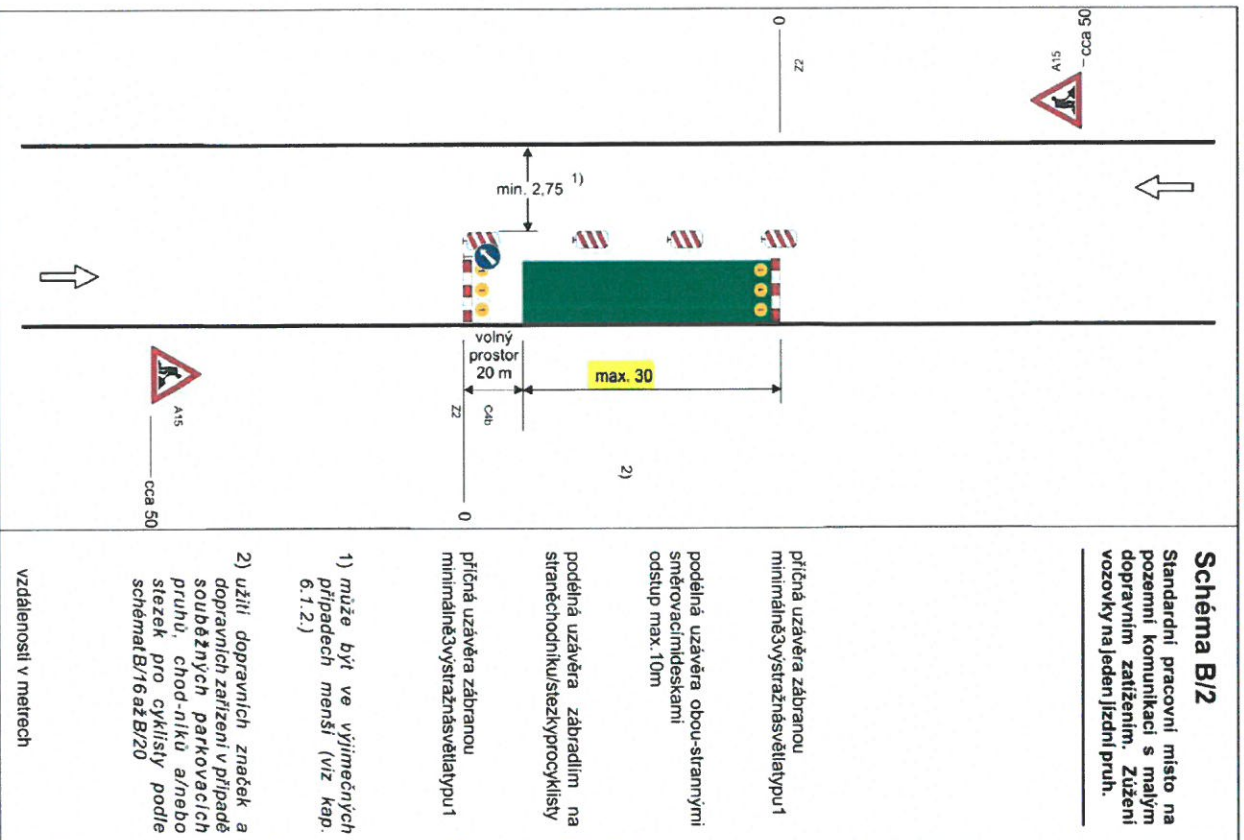 Schéma B/2
Standardní pracovní místo na
pozemní komunikaci s malým
dopravním zatížením. Zúžení
vozovky na jeden jízdní pruh.
příčná uzávěra zábranou
minimálně3výstražnásvětlatypu1
podélná uzávěra obou-strannými
směrovacímideskami
odstup max.10m
podélná uzávěra zábradlím na
straněchodníku/stezkyprocyklisty
příčná uzávěra zábranou
minimálně3výstražnásvětlatypu1
1) může být ve výjimečných
případech menší (viz kap.
6.1.2.)
2) užití dopravních značek a
dopravních zařízení v případě
souběžných parkovacích
pruhů, chod-níků a/nebo
stezek pro cyklisty podle
schémat B/16 až B/20
vzdálenosti v metrech
cca 50
A15
0
Z2
min. 2,75 1)
volný
prostor
20 m
max. 30
Z2
C4b
2)
0
A15
cca 50